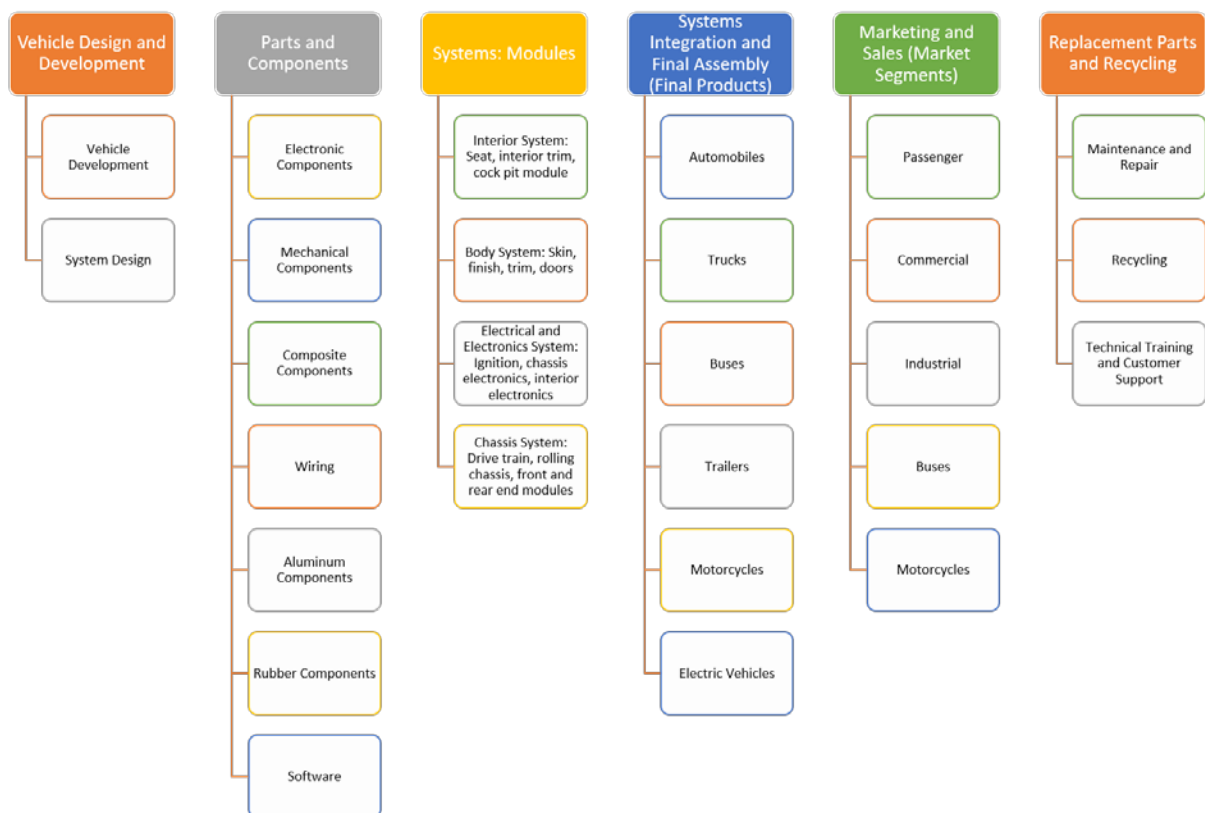 Vehicle Design and
Development
Vehicle
Development
System Design
Parts and
Components
Electronic
Components
Mechanical
Components
Composite
Components
Wiring
Aluminum
Components
Rubber Components
Software
Systems: Modules
Interior System:
Seat, interior trim,
cock pit module
Body System: Skin,
finish, trim, doors
Electrical and
Electronics System:
Ignition, chassis
electronics, interior
electronics
Chassis System:
Drive train, rolling
chassis, front and
rear end modules
Systems
Integration and
Final Assembly
(Final Products)
Automobiles
Trucks
Buses
Trailers
Motorcycles
Electric Vehicles
Marketing and
Sales (Market
Segments)
Passenger
Commercial
Industrial
Buses
Motorcycles
Replacement Parts
and Recycling
Maintenance and
Repair
Recycling
Technical Training
and Customer
Support